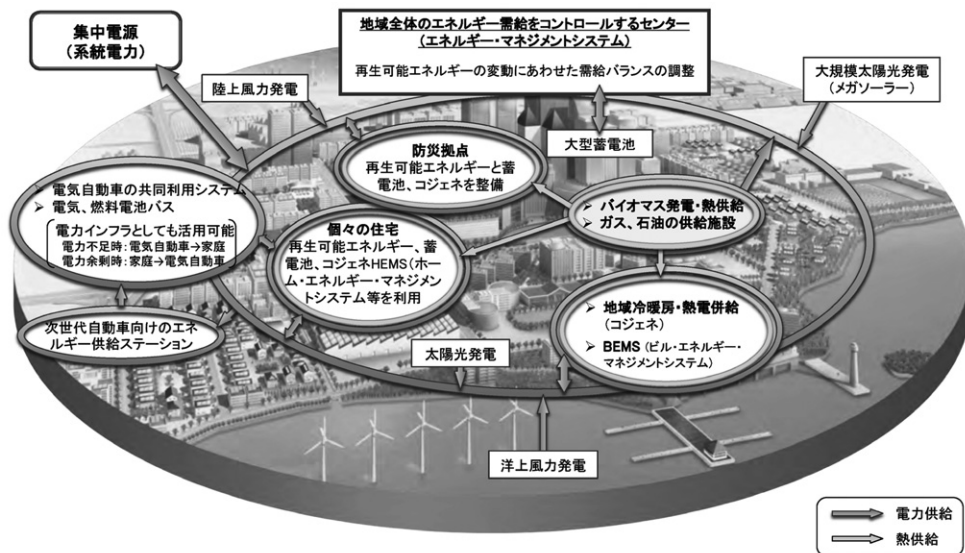 集中電源
(系統電力)
地域全体のエネルギー需給をコントロールするセンター
(エネルギー・マネジメントシステム)
再生可能エネルギーの変動にあわせた需給バランスの調整
大規模太陽光発電
(メガソーラー)
陸上風力発電
大型蓄電池
防災拠点
再生可能エネルギーと蓄
電池、コジェネを整備
➢ 電気自動車の共同利用システム
➢ 電気、燃料電池バス
電力インフラとしても活用可能
電力不足時:電気自動車→家庭
電力余剰時:家庭→電気自動車
➢ バイオマス発電・熱供給
➢ ガス、石油の供給施設
個々の住宅
再生可能エネルギー、蓄
電池、コジェネHEMS(ホー
ム・エネルギー・マネジメ
ントシステム等を利用
➢ 地域冷暖房・熱電併給
(コジェネ)
➢ BEMS (ビル・エネルギー・
マネジメントシステム)
次世代自動車向けのエネ
ルギー供給ステーション
太陽光発電
洋上風力発電
電力供給
熱供給